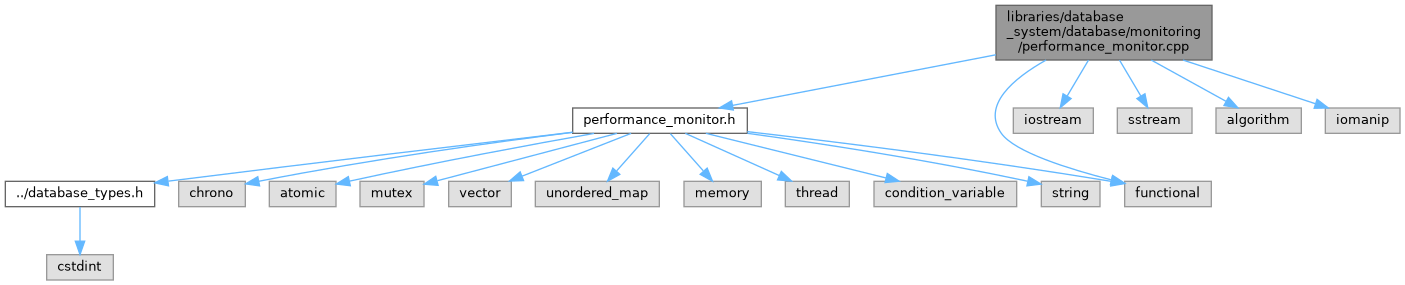 libraries/database
_system/database/monitoring
/performance_monitor.cpp
performance_monitor.h
iostream
sstream
algorithm
iomanip
../database_types.h
chrono
atomic
mutex
vector
unordered_map
memory
thread
condition_variable
string
functional
cstdint